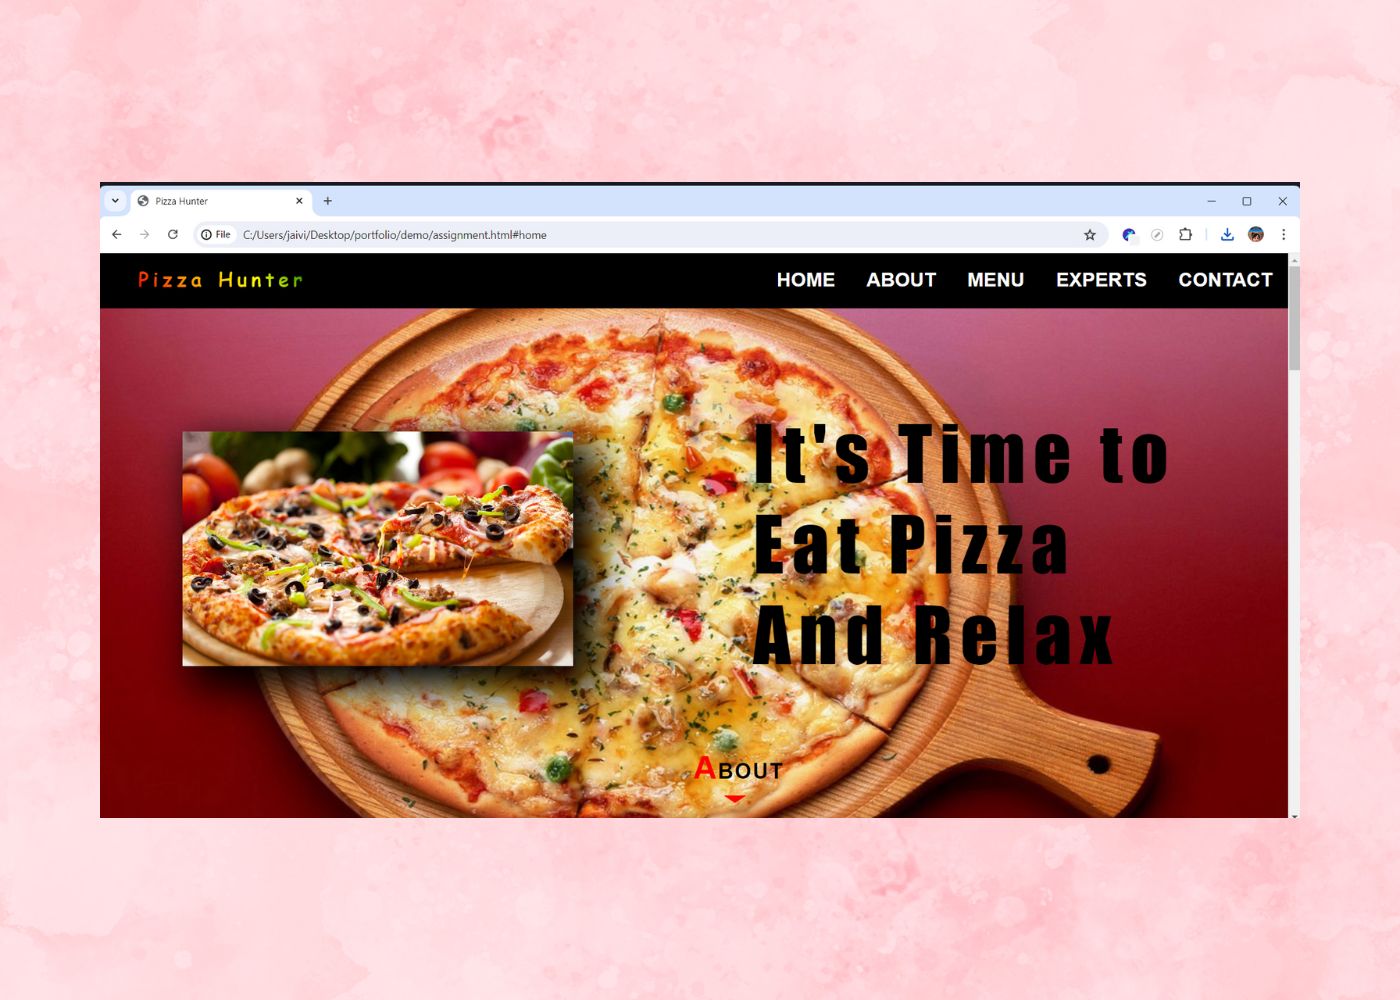 Pizza Hunter
File C:/Users/jaivi/Desktop/portfolio/demo/assignment.html#home
Pizza Hunter HOME ABOUT MENU EXPERTS CONTACT
It's Time to
Eat Pizza
And Relax
ABOUT